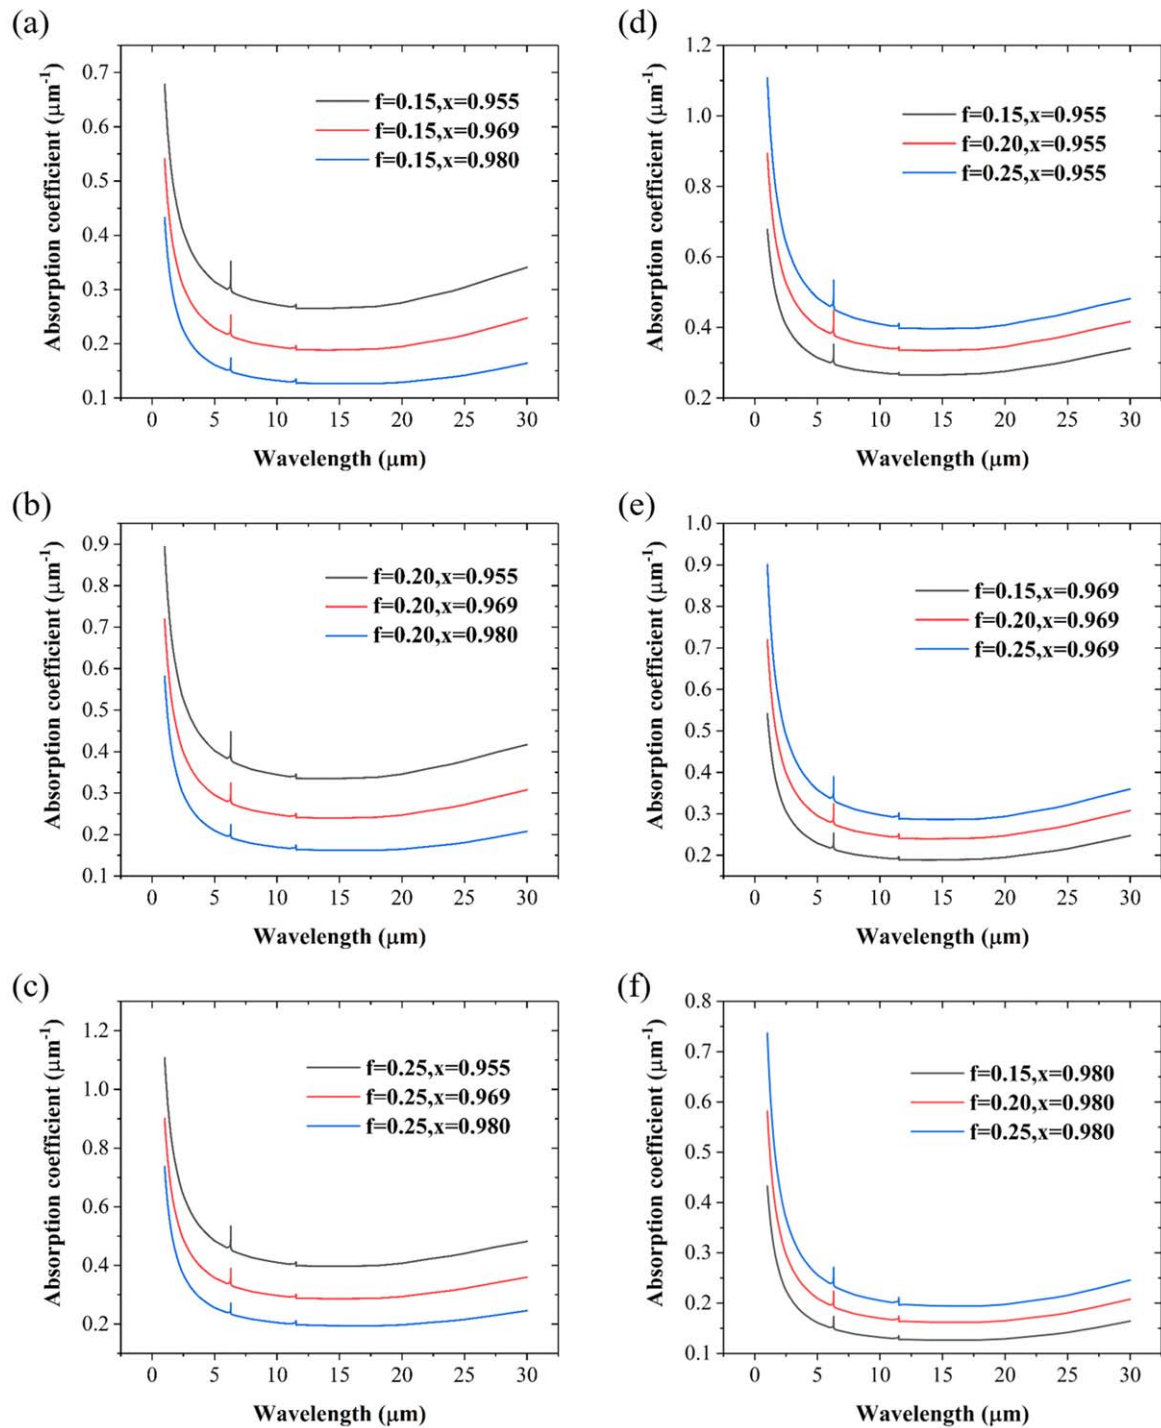 (a)
Absorption coefficient (μm⁻¹)
0.7
0.6
0.5
0.4
0.3
0.2
0.1
f=0.15,x=0.955
f=0.15,x=0.969
f=0.15,x=0.980
0 5 10 15 20 25 30
Wavelength (μm)
(d)
Absorption coefficient (μm⁻¹)
1.2
1.0
0.8
0.6
0.4
0.2
f=0.15,x=0.955
f=0.20,x=0.955
f=0.25,x=0.955
0 5 10 15 20 25 30
Wavelength (μm)
(b)
Absorption coefficient (μm⁻¹)
0.9
0.8
0.7
0.6
0.5
0.4
0.3
0.2
0.1
f=0.20,x=0.955
f=0.20,x=0.969
f=0.20,x=0.980
0 5 10 15 20 25 30
Wavelength (μm)
(e)
Absorption coefficient (μm⁻¹)
1.0
0.9
0.8
0.7
0.6
0.5
0.4
0.3
0.2
f=0.15,x=0.969
f=0.20,x=0.969
f=0.25,x=0.969
0 5 10 15 20 25 30
Wavelength (μm)
(c)
Absorption coefficient (μm⁻¹)
1.2
1.0
0.8
0.6
0.4
0.2
f=0.25,x=0.955
f=0.25,x=0.969
f=0.25,x=0.980
0 5 10 15 20 25 30
Wavelength (μm)
(f)
Absorption coefficient (μm⁻¹)
0.8
0.7
0.6
0.5
0.4
0.3
0.2
0.1
f=0.15,x=0.980
f=0.20,x=0.980
f=0.25,x=0.980
0 5 10 15 20 25 30
Wavelength (μm)